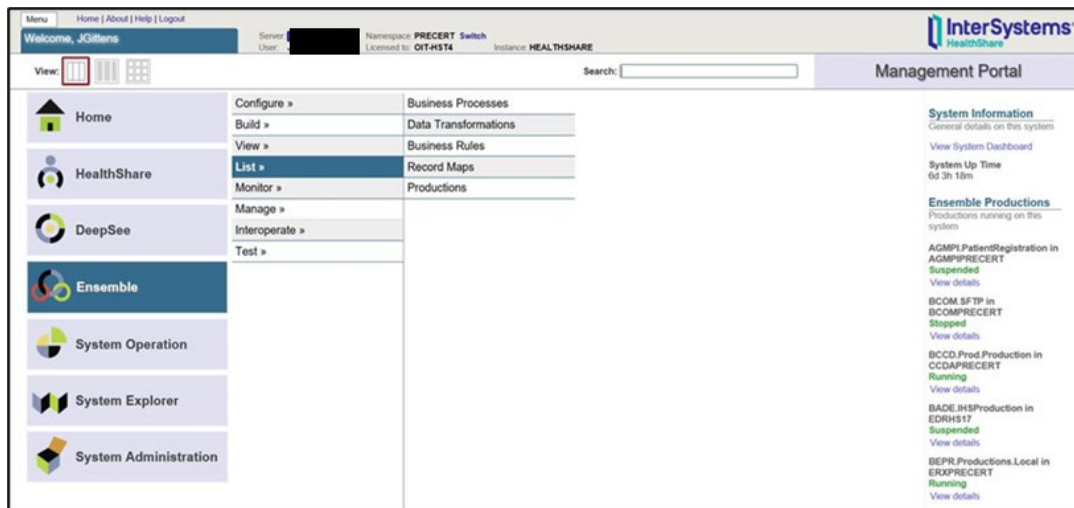 Menu Home | About | Help | Logout
Welcome, JGittens
Server: Namespace: PRECERT Switch
User: Licensed to: OIT-HST4 Instance: HEALTHSHARE
InterSystems
HealthShare
View: Search: Management Portal
Home
HealthShare
DeepSee
Ensemble
System Operation
System Explorer
System Administration
Configure »
Build »
View »
List »
Monitor »
Manage »
Interoperate »
Test »
Business Processes
Data Transformations
Business Rules
Record Maps
Productions
System Information
General details on this system
View System Dashboard
System Up Time
6d 3h 18m
Ensemble Productions
Productions running on this
system
AGMPI.PatientRegistration in
AGMPIPRECERT
Suspended
View details
BCOM.SFTP in
BCOMPRECERT
Stopped
View details
BCCD.Prod.Production in
CCDAPRECERT
Running
View details
BADE.IHSProduction in
EDRHS17
Suspended
View details
BEPR.Productions.Local in
ERXPRECERT
Running
View details